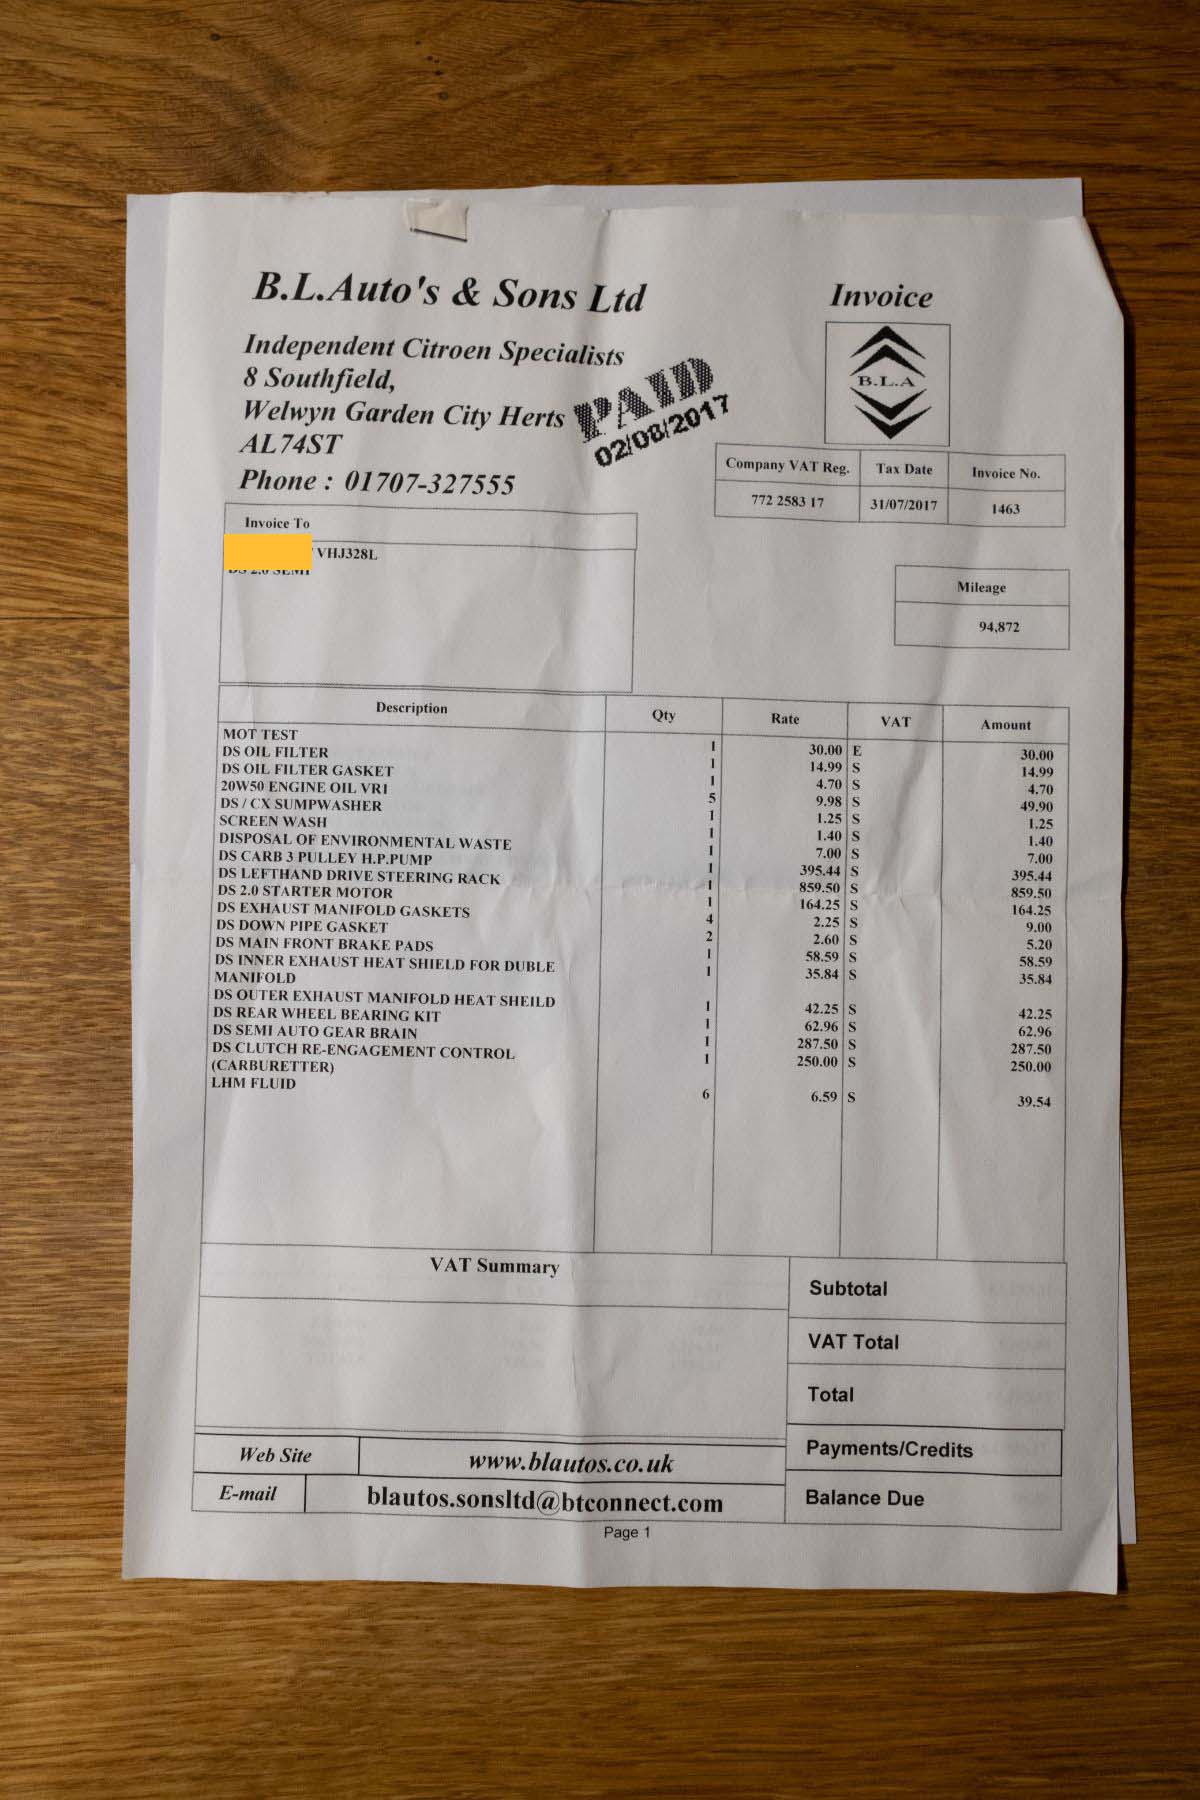 B.L.Auto's & Sons Ltd
Invoice
Independent Citroen Specialists
8 Southfield,
Welwyn Garden City Herts
AL74ST
Phone : 01707-327555
PAID
02/08/2017
B.L.A
Company VAT Reg. Tax Date Invoice No.
772 2583 17 31/07/2017 1463
Invoice To
VHJ328L
DS 2.0 SEMI
Mileage
94,872
Description Qty Rate VAT Amount
MOT TEST 1 30.00 E 30.00
DS OIL FILTER 1 14.99 S 14.99
DS OIL FILTER GASKET 1 4.70 S 4.70
20W50 ENGINE OIL VR1 5 9.98 S 49.90
DS / CX SUMPWASHER 1 1.25 S 1.25
SCREEN WASH 1 1.40 S 1.40
DISPOSAL OF ENVIRONMENTAL WASTE 1 7.00 S 7.00
DS CARB 3 PULLEY H.P.PUMP 1 395.44 S 395.44
DS LEFTHAND DRIVE STEERING RACK 1 859.50 S 859.50
DS 2.0 STARTER MOTOR 1 164.25 S 164.25
DS EXHAUST MANIFOLD GASKETS 4 2.25 S 9.00
DS DOWN PIPE GASKET 2 2.60 S 5.20
DS MAIN FRONT BRAKE PADS 1 58.59 S 58.59
DS INNER EXHAUST HEAT SHIELD FOR DUBLE 1 35.84 S 35.84
MANIFOLD
DS OUTER EXHAUST MANIFOLD HEAT SHEILD 1 42.25 S 42.25
DS REAR WHEEL BEARING KIT 1 62.96 S 62.96
DS SEMI AUTO GEAR BRAIN 1 287.50 S 287.50
DS CLUTCH RE-ENGAGEMENT CONTROL 1 250.00 S 250.00
(CARBURETTER)
LHM FLUID 6 6.59 S 39.54
VAT Summary
Subtotal
VAT Total
Total
Payments/Credits
Balance Due
Web Site www.blautos.co.uk
E-mail blautos.sonsltd@btconnect.com
Page 1